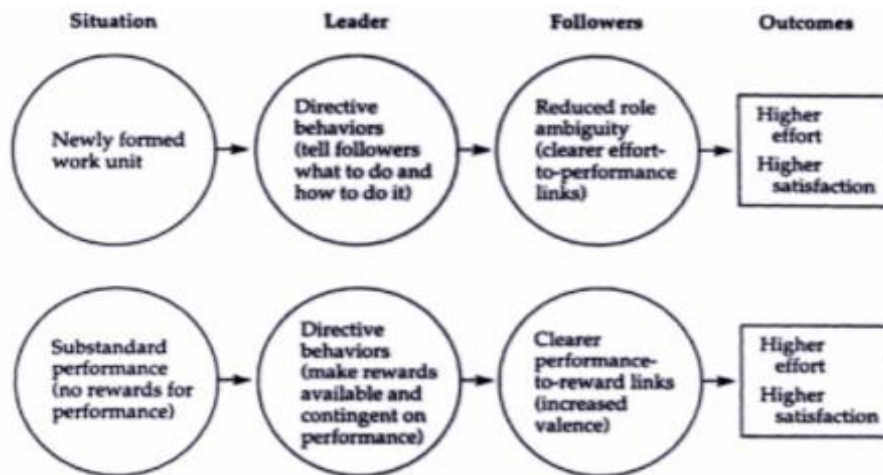 Situation Leader Followers Outcomes
Newly formed
work unit
Directive
behaviors
(tell followers
what to do and
how to do it)
Reduced role
ambiguity
(clearer effort-
to-performance
links)
Higher
effort
Higher
satisfaction
Substandard
performance
(no rewards for
performance)
Directive
behaviors
(make rewards
available and
contingent on
performance)
Clearer
performance-
to-reward links
(increased
valence)
Higher
effort
Higher
satisfaction